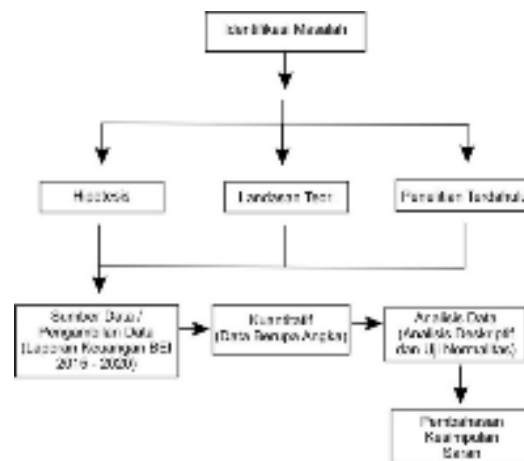 Identifikasi Masalah
Hipotesis
Landasan Teori
Penelitian Terdahulu
Sumber Data /
Pengambilan Data
(Laporan Keuangan BEI
2016 - 2020)
Kuantitatif
(Data Berupa Angka)
Analisis Data
(Analisis Deskriptif
dan Uji Normalitas)
Pembahasan
Kesimpulan
Saran